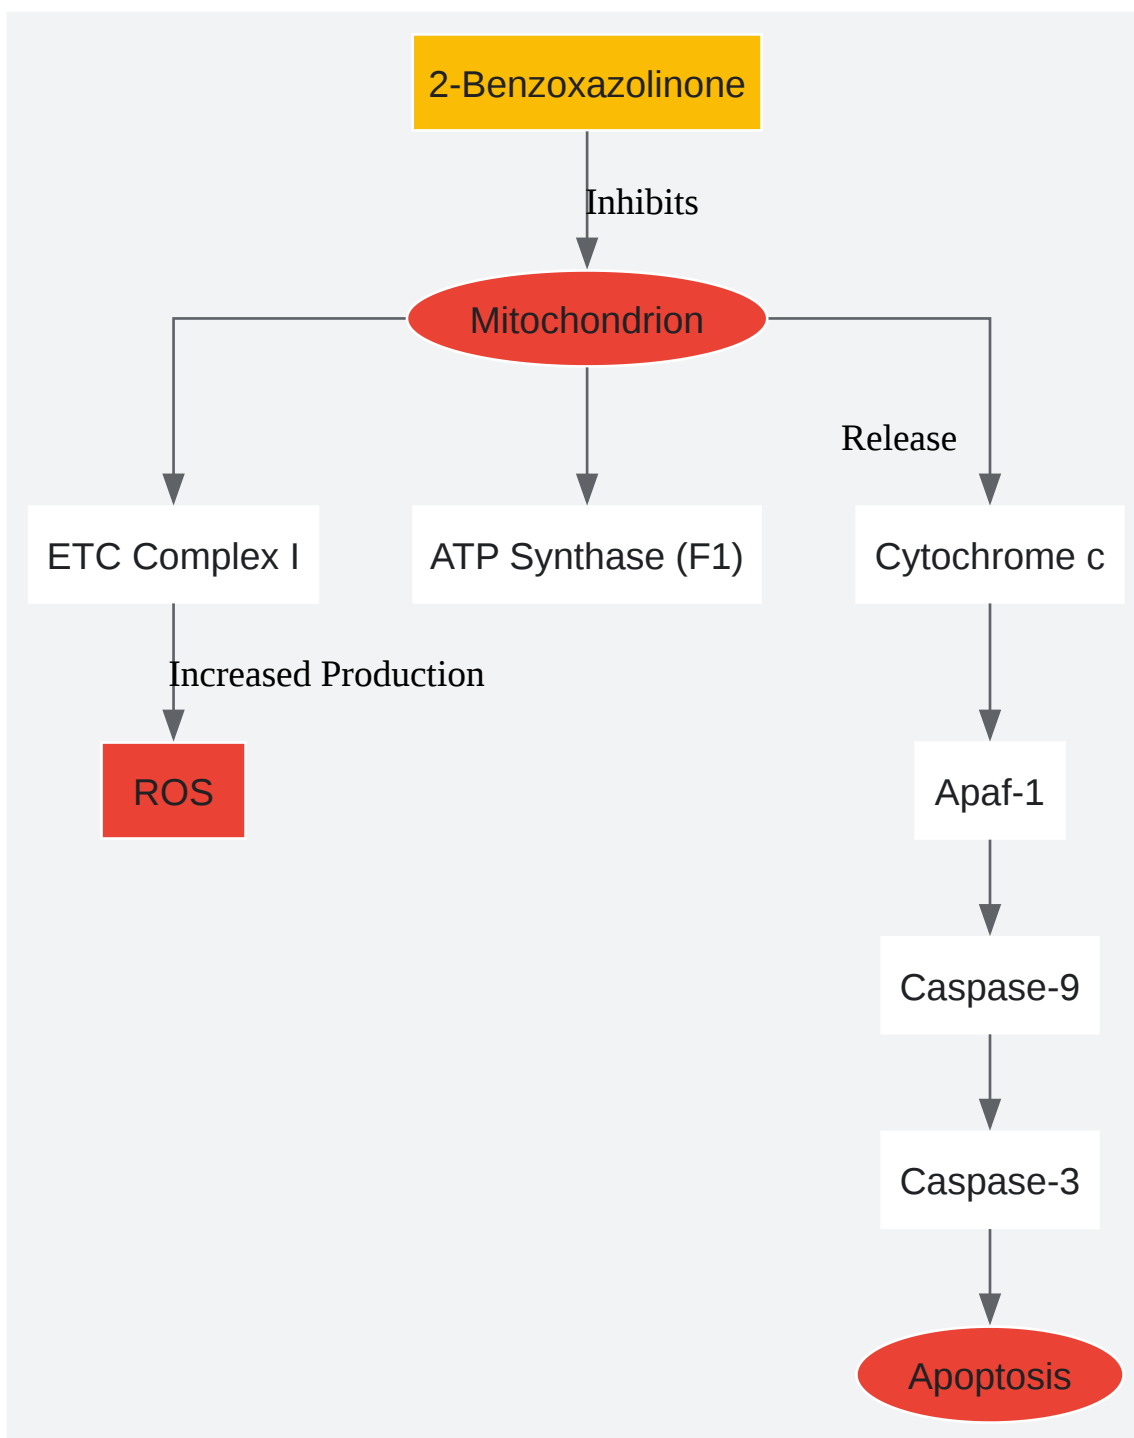 2-Benzoxazolinone
Inhibits
Mitochondrion
Release
ETC Complex I
ATP Synthase (F1)
Cytochrome c
Increased Production
ROS
Apaf-1
Caspase-9
Caspase-3
Apoptosis